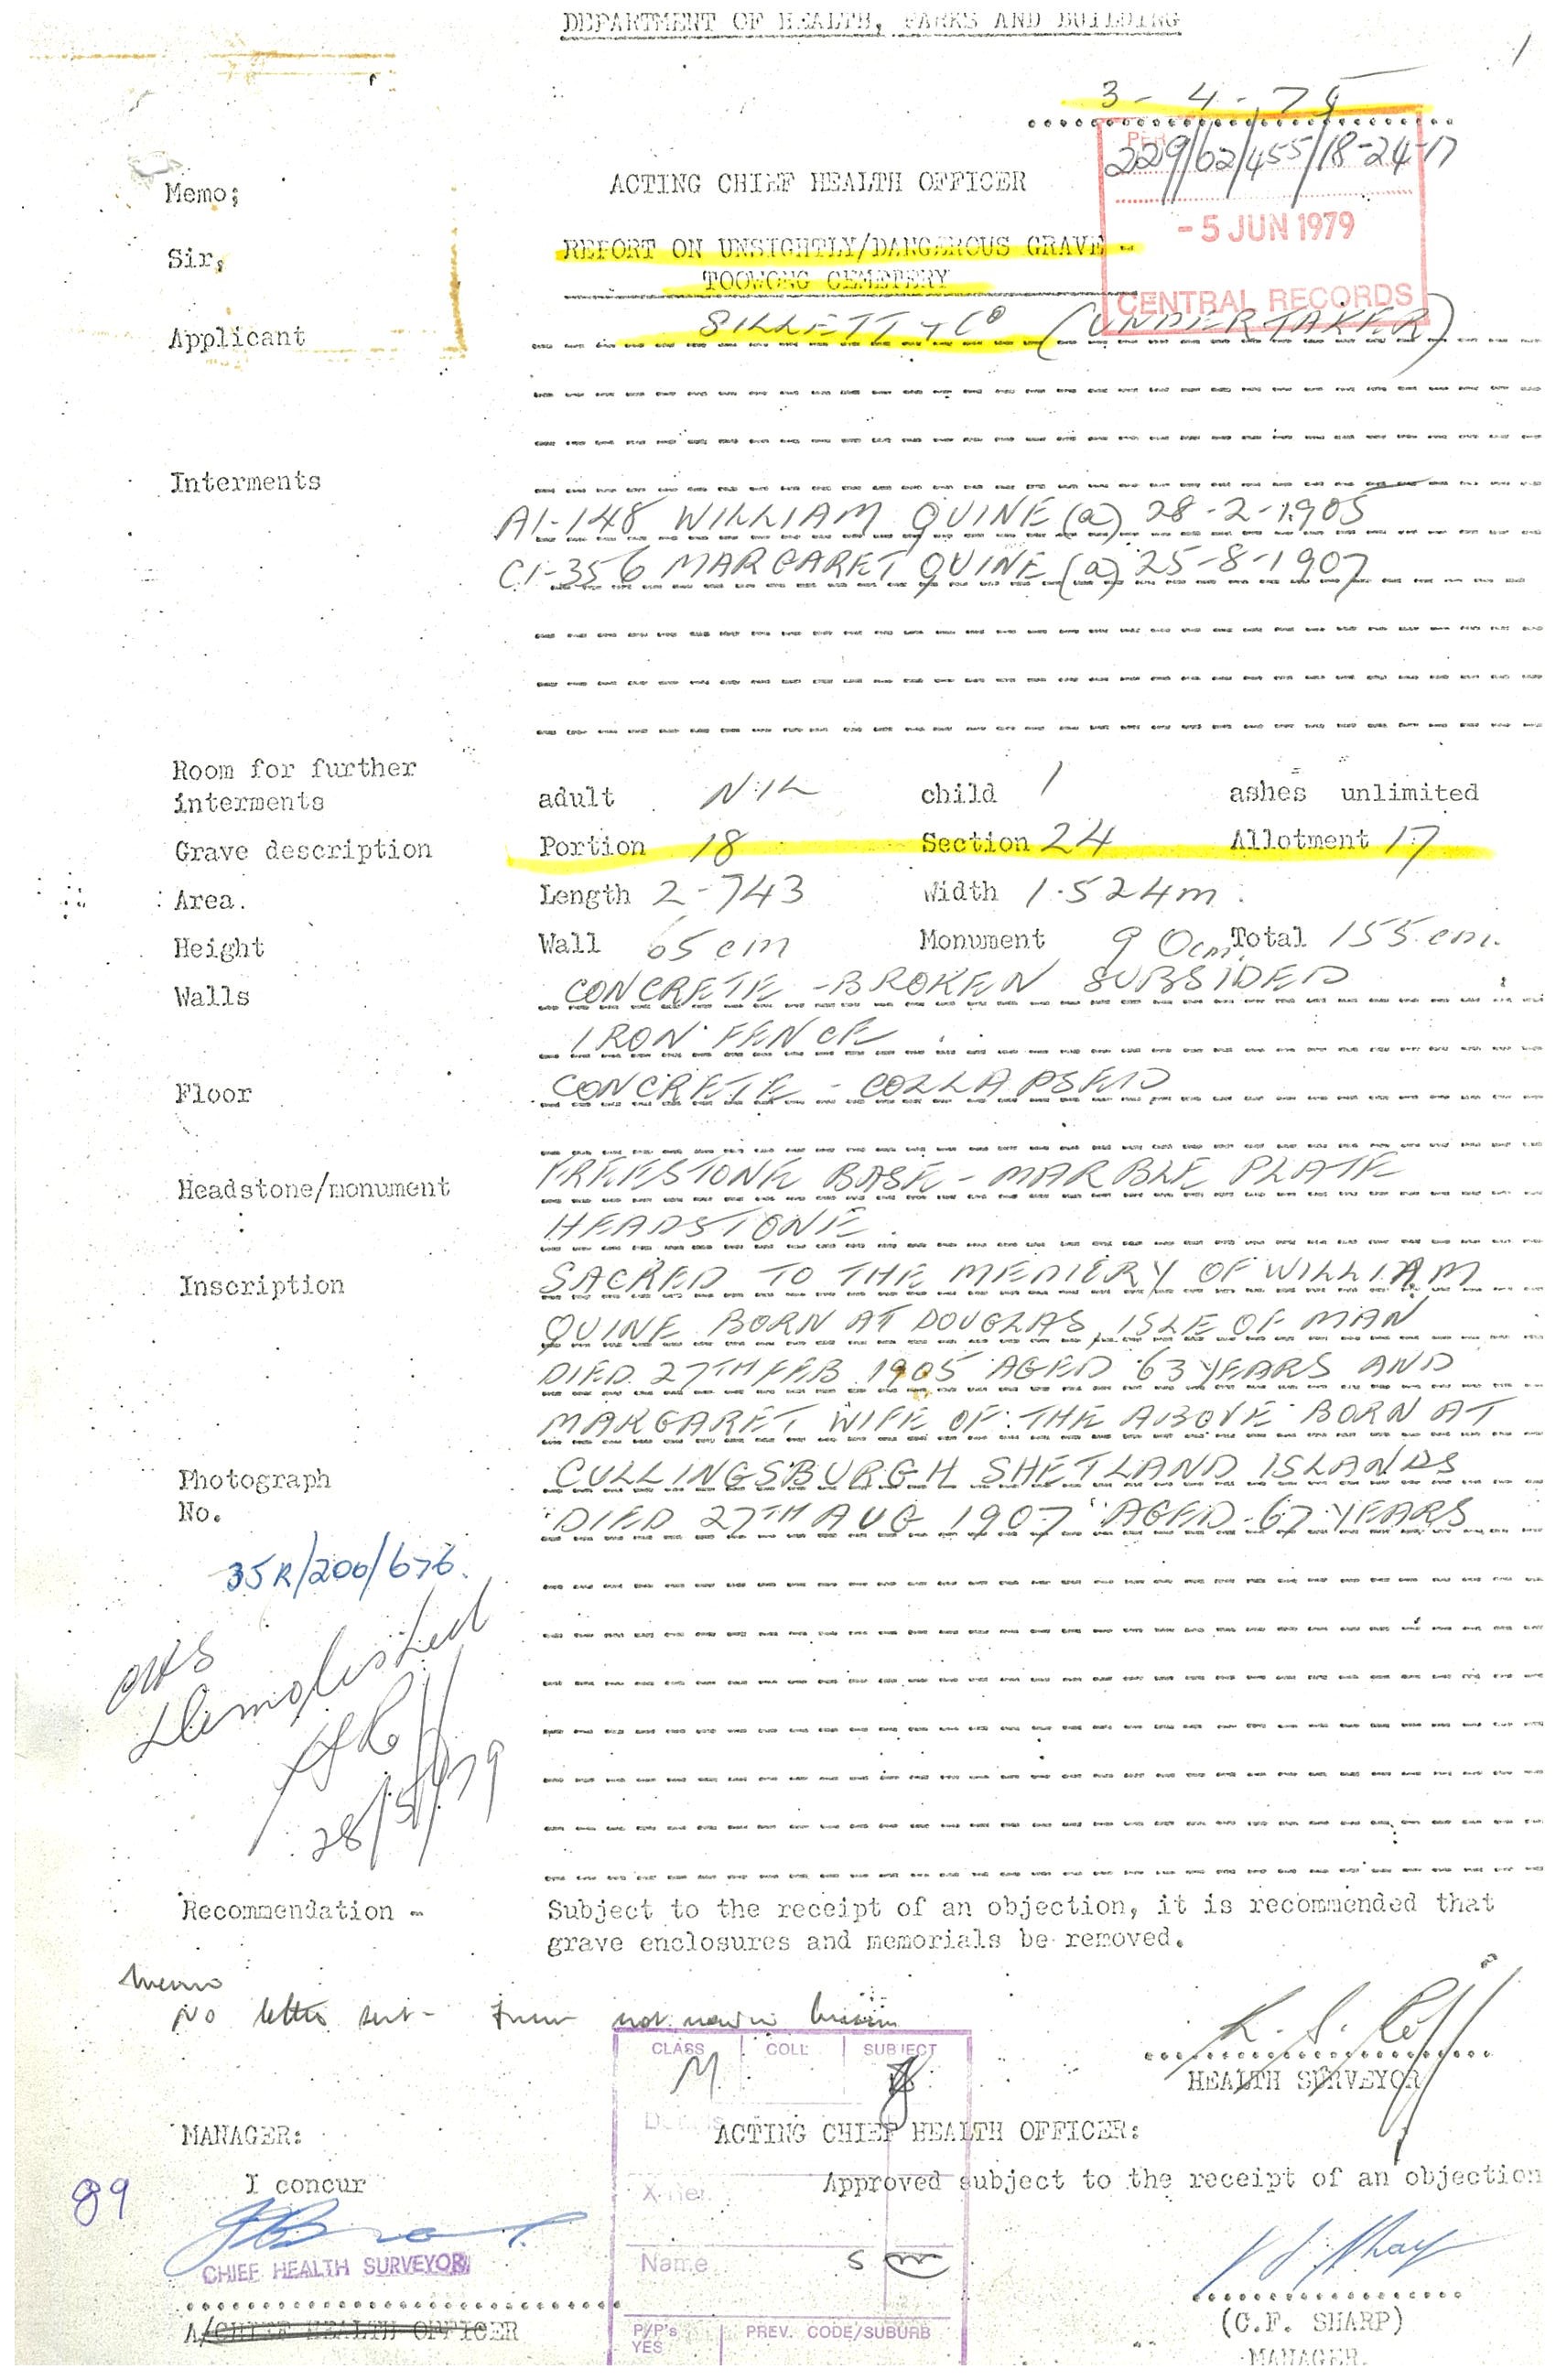 DEPARTMENT OF HEALTH, PARKS AND BUILDING
1
3 - 4 - 75
229/62/455/18-24-17
Memo;
ACTING CHIEF HEALTH OFFICER
- 5 JUN 1979
Sir,
REPORT ON UNSIGHTLY/DANGEROUS GRAVE -
TOOWONG CEMETERY
CENTRAL RECORDS
Applicant SILLETT & CO (UNDERTAKER)
Interments
A1-148 WILLIAM QUINE (a) 28-2-1905
C1-356 MARGARET QUINE (a) 25-8-1907
Room for further
interments adult NIL child 1 ashes unlimited
Grave description Portion 18 Section 24 Allotment 17
Area. Length 2-743 Width 1.524m.
Height Wall 65cm Monument 90cm Total 155cm.
Walls CONCRETE - BROKEN SUBSIDED
IRON FENCE
Floor CONCRETE - COLLAPSED
Headstone/monument FREESTONE BASE - MARBLE PLATE
HEADSTONE.
Inscription SACRED TO THE MEMERY OF WILLIAM
QUINE BORN AT DOUGLAS, ISLE OF MAN
DIED 27TH FEB 1905 AGED 63 YEARS AND
MARGARET WIFE OF THE ABOVE BORN AT
Photograph CULLINGSBURGH SHETLAND ISLANDS
No. DIED 27TH AUG 1907 AGED 67 YEARS
35R/200/676.
Demolished
28/5/79
Recommendation - Subject to the receipt of an objection, it is recommended that
grave enclosures and memorials be removed.
Memo
No letter sent - not now in
HEALTH SURVEYOR
CLASS COLL SUBJECT
M
MANAGER: ACTING CHIEF HEALTH OFFICER:
I concur Approved subject to the receipt of an objection
89
X-Ref.
CHIEF HEALTH SURVEYOR
Name
A/CHIEF HEALTH OFFICER
(C.F. SHARP)
P/P's PREV. CODE/SUBURB
YES
MANAGER.